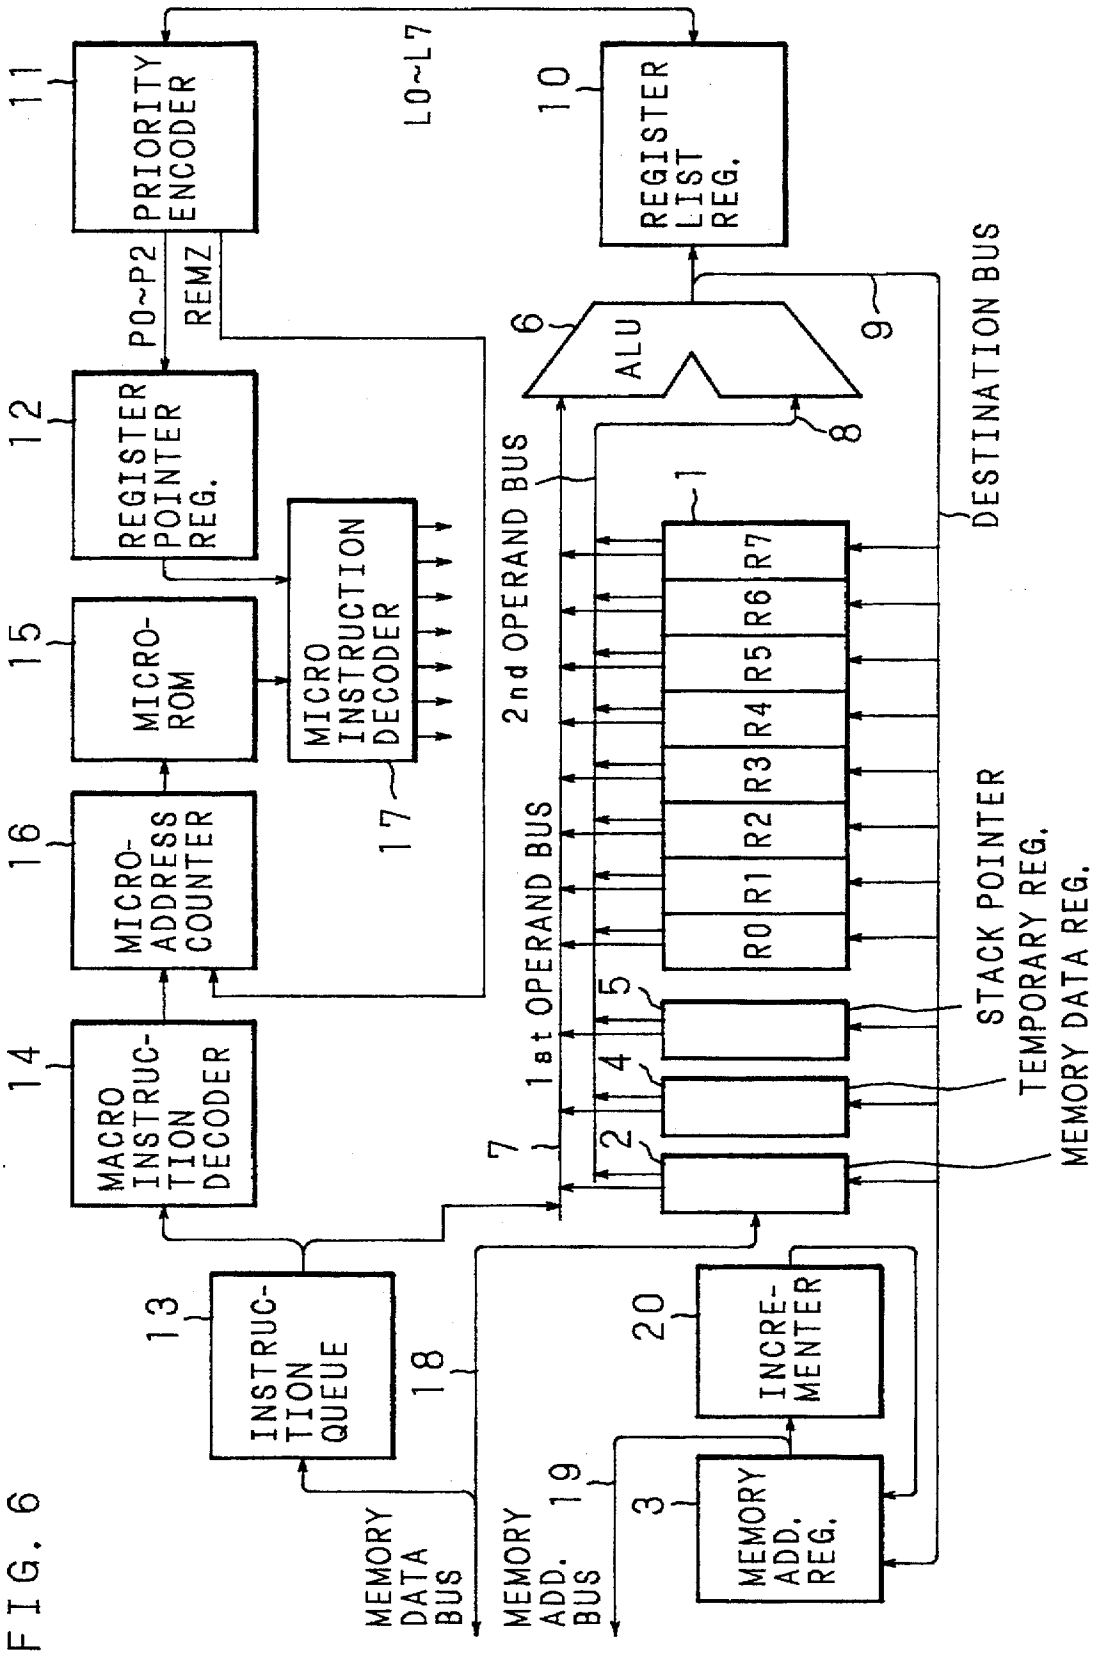 FIG. 6
13
INSTRUC-
TION
QUEUE
14
MACRO
INSTRUC-
TION
DECODER
16
MICRO-
ADDRESS
COUNTER
15
MICRO-
ROM
12
REGISTER
POINTER
REG.
P0~P2
REMZ
11
PRIORITY
ENCODER
17
MICRO
INSTRUCTION
DECODER
L0~L7
MEMORY
DATA
BUS
18
7
1st OPERAND BUS
2nd OPERAND BUS
6
ALU
8
9
10
REGISTER
LIST
REG.
MEMORY
ADD.
BUS
19
3
MEMORY
ADD.
REG.
20
INCRE-
MENTER
2
4
5
1
R0
R1
R2
R3
R4
R5
R6
R7
DESTINATION BUS
STACK POINTER
TEMPORARY REG.
MEMORY DATA REG.